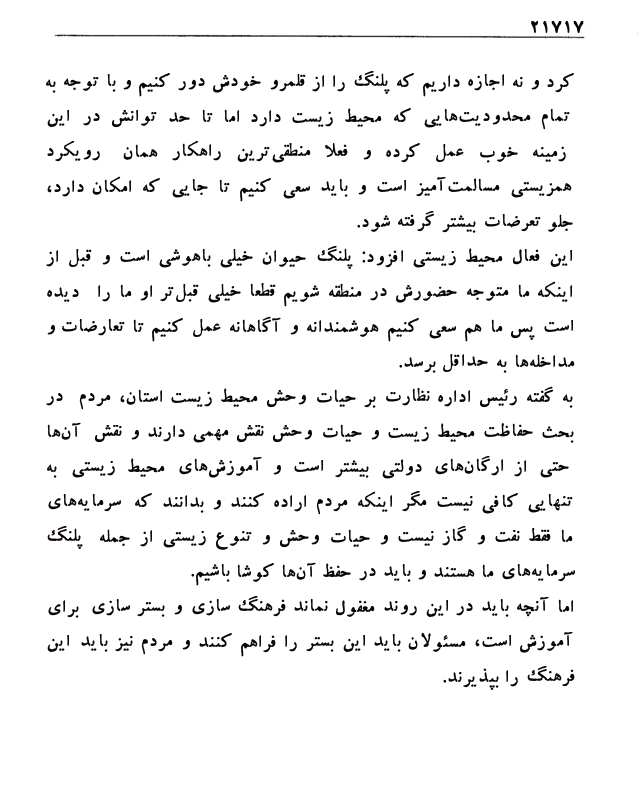 ۲۱۷۱۷
کرد و نه اجازه داریم که پلنگ را از قلمرو خودش دور کنیم و با توجه به
تمام محدودیت‌هایی که محیط زیست دارد اما تا حد توانش در این
زمینه خوب عمل کرده و فعلا منطقی‌ترین راهکار همان رویکرد
همزیستی مسالمت‌آمیز است و باید سعی کنیم تا جایی که امکان دارد،
جلو تعرضات بیشتر گرفته شود.
این فعال محیط زیستی افزود: پلنگ حیوان خیلی باهوشی است و قبل از
اینکه ما متوجه حضورش در منطقه شویم قطعا خیلی قبل‌تر او ما را دیده
است پس ما هم سعی کنیم هوشمندانه و آگاهانه عمل کنیم تا تعارضات و
مداخله‌ها به حداقل برسد.
به گفته رئیس اداره نظارت بر حیات وحش محیط زیست استان، مردم در
بحث حفاظت محیط زیست و حیات وحش نقش مهمی دارند و نقش آن‌ها
حتی از ارگان‌های دولتی بیشتر است و آموزش‌های محیط زیستی به
تنهایی کافی نیست مگر اینکه مردم اراده کنند و بدانند که سرمایه‌های
ما فقط نفت و گاز نیست و حیات وحش و تنوع زیستی از جمله پلنگ
سرمایه‌های ما هستند و باید در حفظ آن‌ها کوشا باشیم.
اما آنچه باید در این روند مغفول نماند فرهنگ سازی و بستر سازی برای
آموزش است، مسئولان باید این بستر را فراهم کنند و مردم نیز باید این
فرهنگ را بپذیرند.